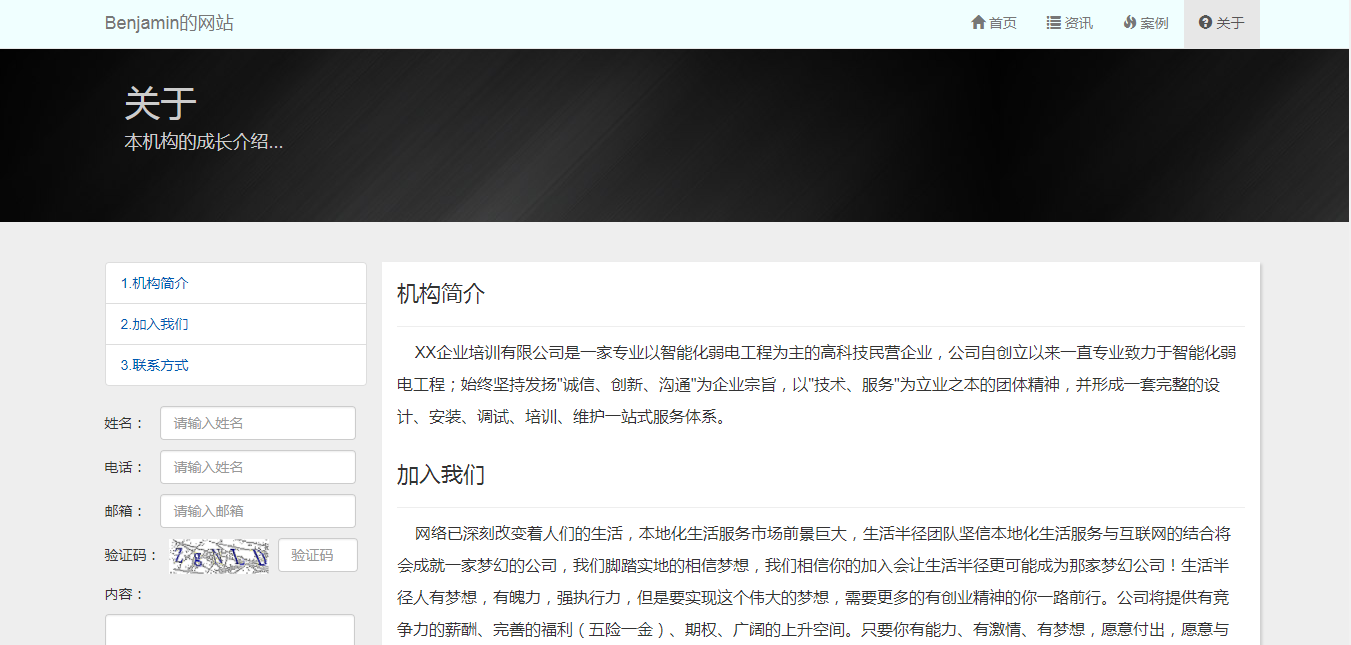 Benjamin的网站
首页
资讯
案例
关于
关于
本机构的成长介绍...
1.机构简介
2.加入我们
3.联系方式
姓名：
请输入姓名
电话：
请输入姓名
邮箱：
请输入邮箱
验证码：
ZgNLD
验证码
内容：
机构简介
XX企业培训有限公司是一家专业以智能化弱电工程为主的高科技民营企业，公司自创立以来一直专业致力于智能化弱
电工程；始终坚持发扬"诚信、创新、沟通"为企业宗旨，以"技术、服务"为立业之本的团体精神，并形成一套完整的设
计、安装、调试、培训、维护一站式服务体系。
加入我们
网络已深刻改变着人们的生活，本地化生活服务市场前景巨大，生活半径团队坚信本地化生活服务与互联网的结合将
会成就一家梦幻的公司，我们脚踏实地的相信梦想，我们相信你的加入会让生活半径更可能成为那家梦幻公司！生活半
径人有梦想，有魄力，强执行力，但是要实现这个伟大的梦想，需要更多的有创业精神的你一路前行。公司将提供有竞
争力的薪酬、完善的福利（五险一金）、期权、广阔的上升空间。只要你有能力、有激情、有梦想，愿意付出，愿意与